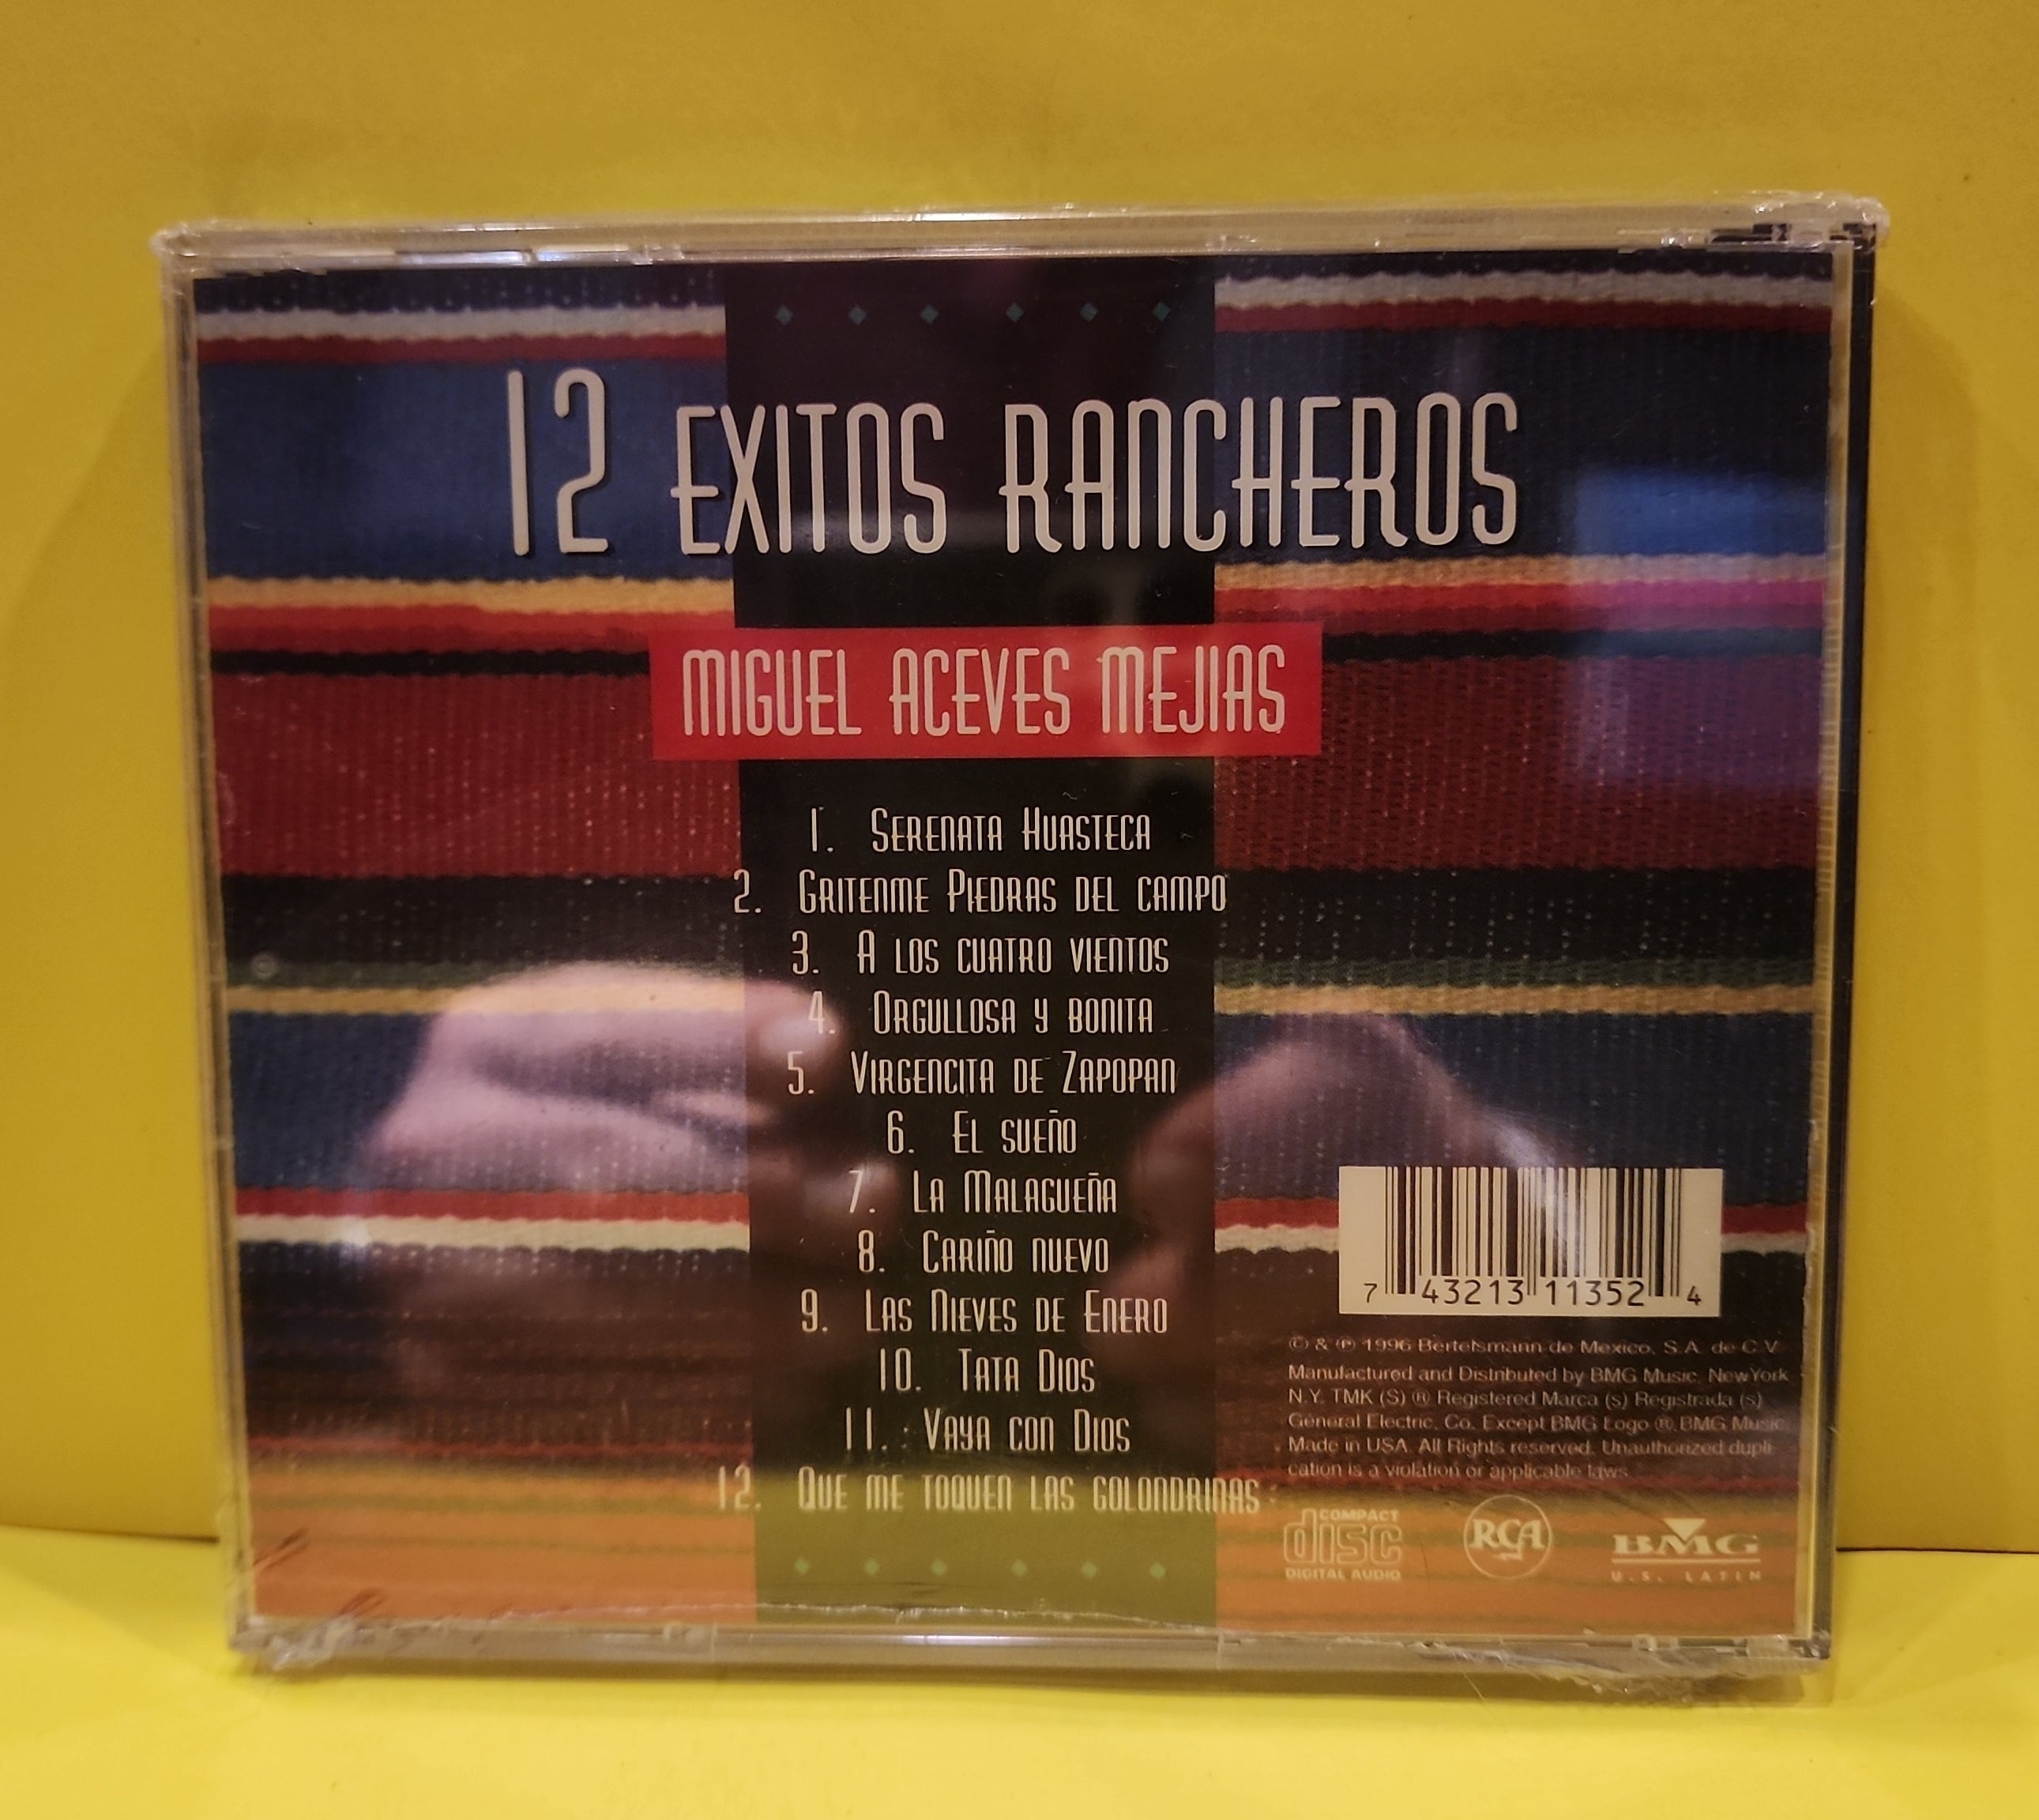 12 EXITOS RANCHEROS
MIGUEL ACEVES MEJIAS
1. SERENATA HUASTECA
2. GRITENME PIEDRAS DEL CAMPO
3. A LOS CUATRO VIENTOS
4. ORGULLOSA Y BONITA
5. VIRGENCITA DE ZAPOPAN
6. EL SUEÑO
7. LA MALAGUEÑA
8. CARIÑO NUEVO
9. LAS NIEVES DE ENERO
10. TATA DIOS
11. VAYA CON DIOS
12. QUE ME TOQUEN LAS GOLONDRINAS
7 43213 11352 4
© & ℗ 1996 Bertelsmann de Mexico, S.A. de C.V.
Manufactured and Distributed by BMG Music, NewYork
N.Y. TMK (S) ® Registered Marca (s) Registrada (s)
General Electric, Co. Except BMG Logo ® BMG Music
Made in USA. All Rights reserved. Unauthorized dupli-
cation is a violation or applicable laws
COMPACT
disc
DIGITAL AUDIO
RCA
BMG
U.S. LATIN